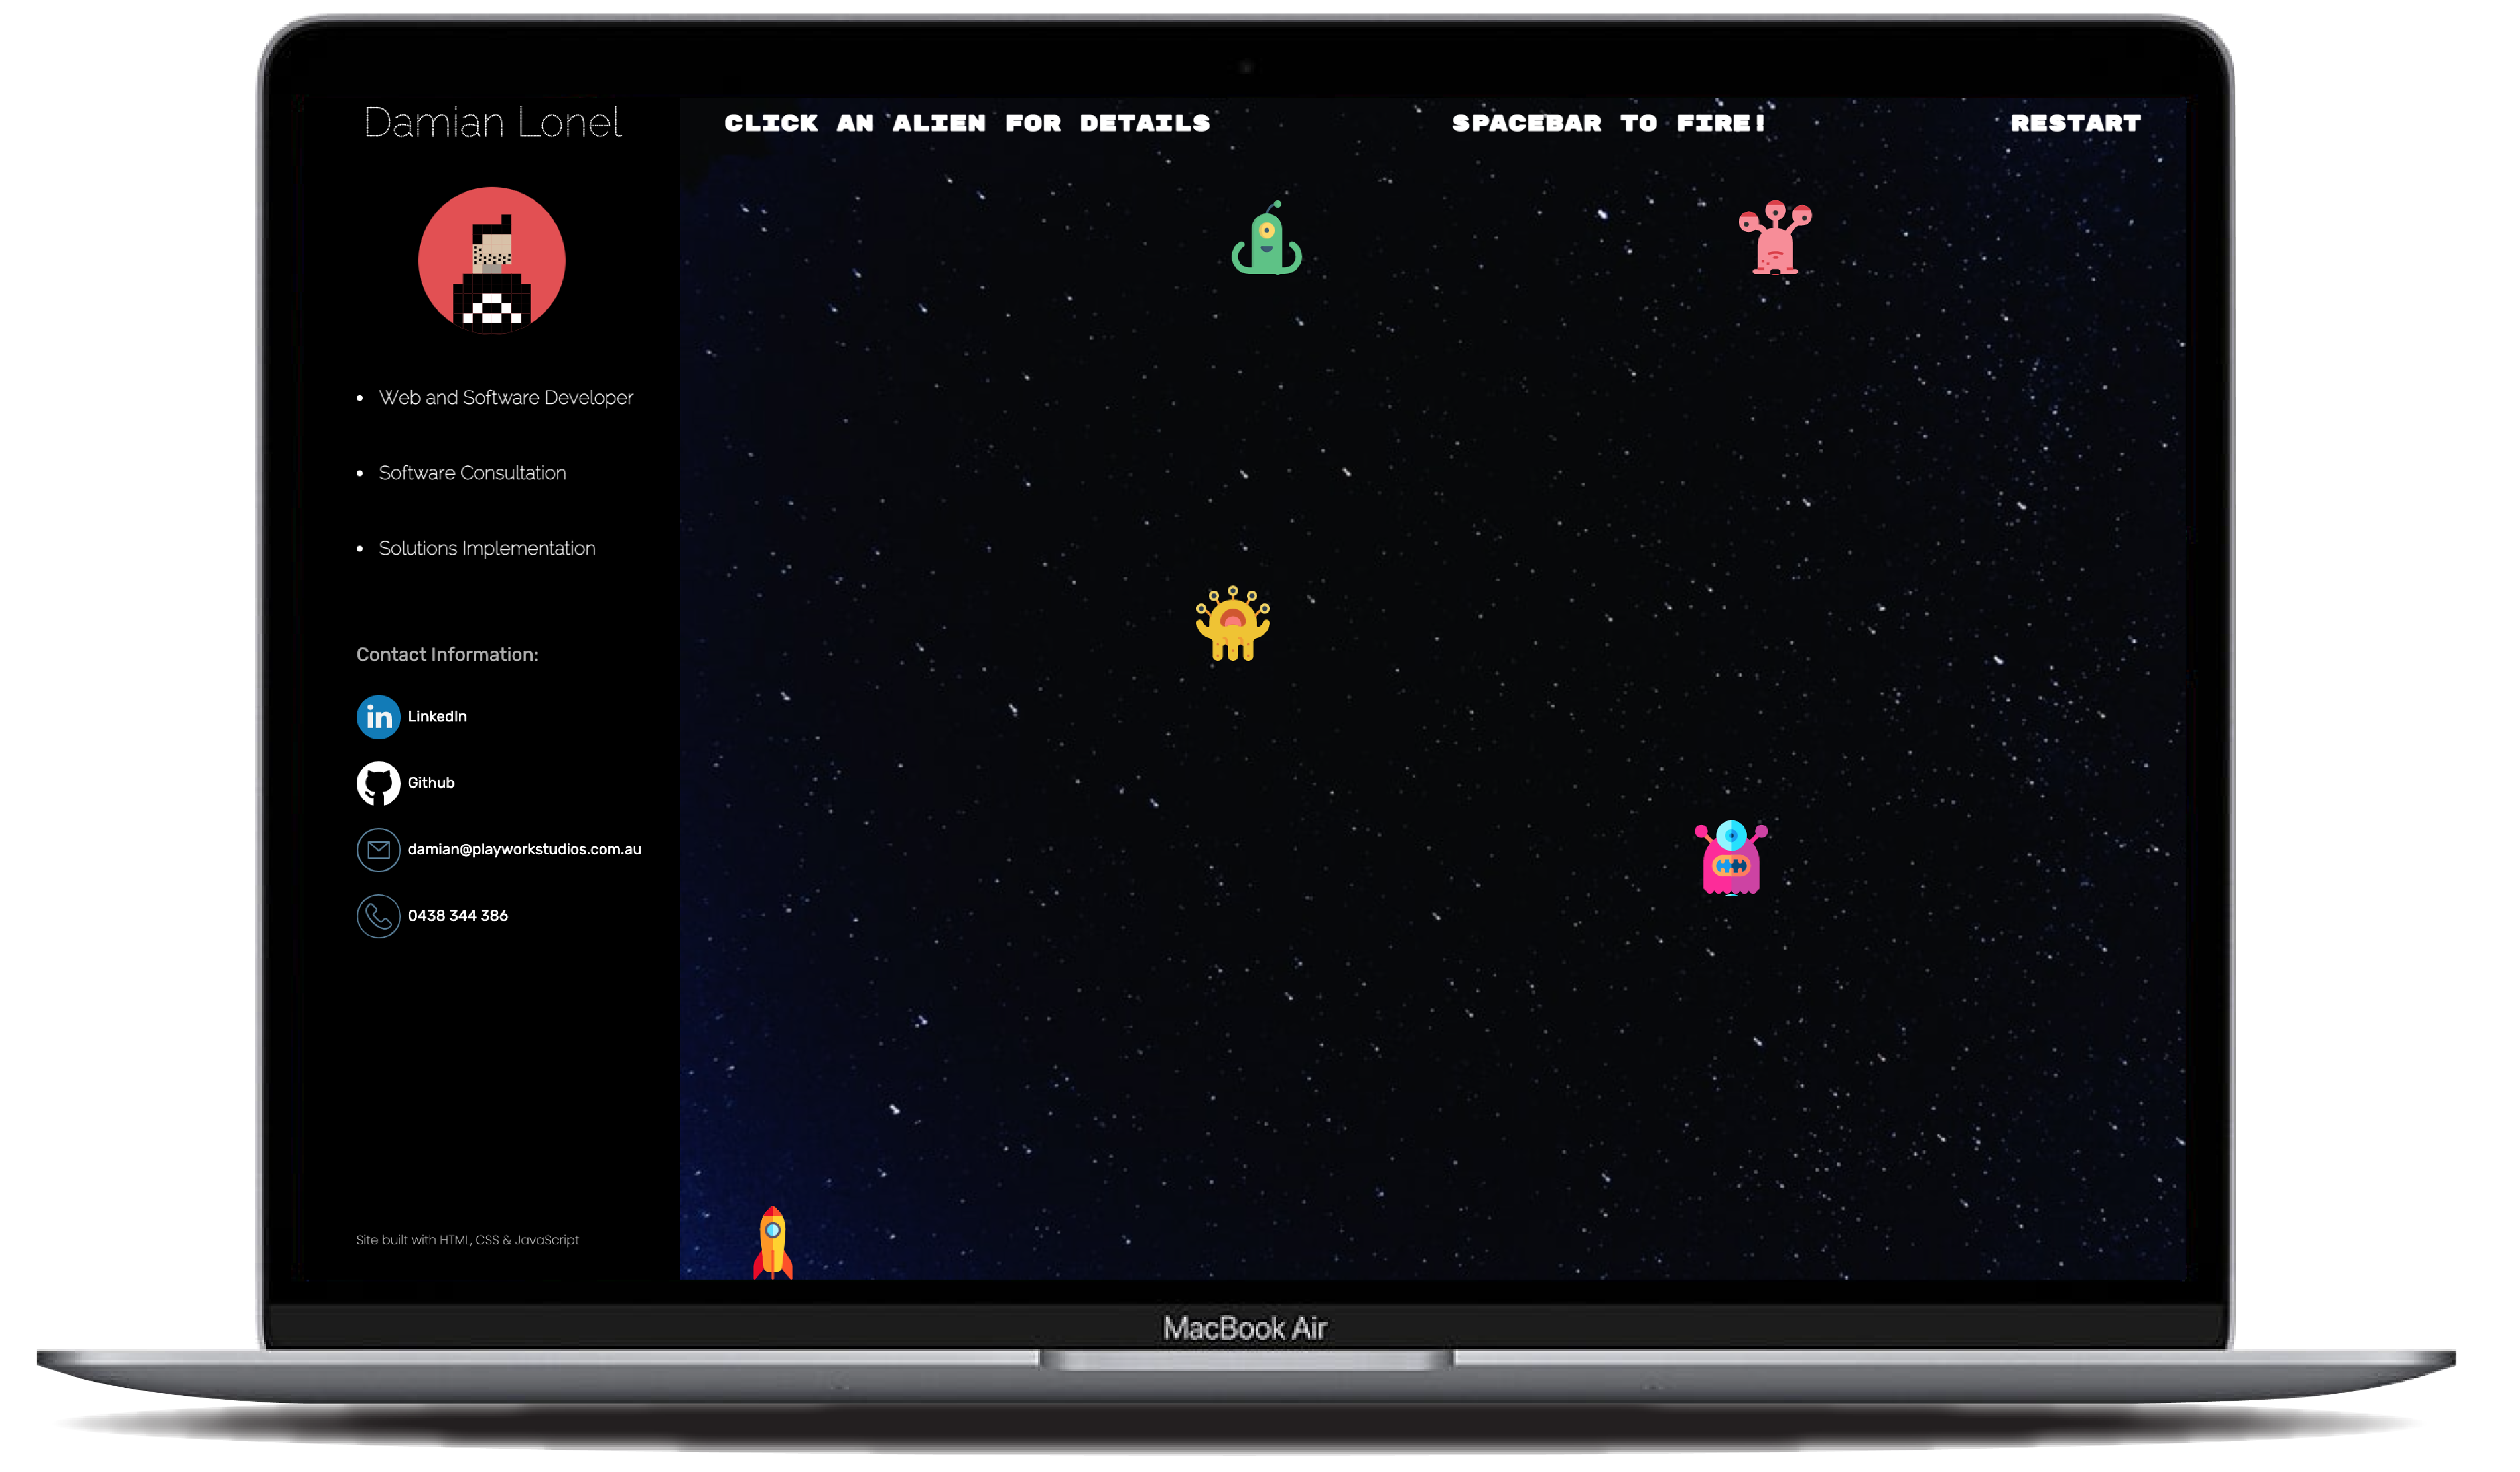 Damian Lonel
CLICK AN ALIEN FOR DETAILS
SPACEBAR TO FIRE!
RESTART
Web and Software Developer
Software Consultation
Solutions Implementation
Contact Information:
in LinkedIn
Github
damian@playworkstudios.com.au
0438 344 386
Site built with HTML, CSS & JavaScript
MacBook Air